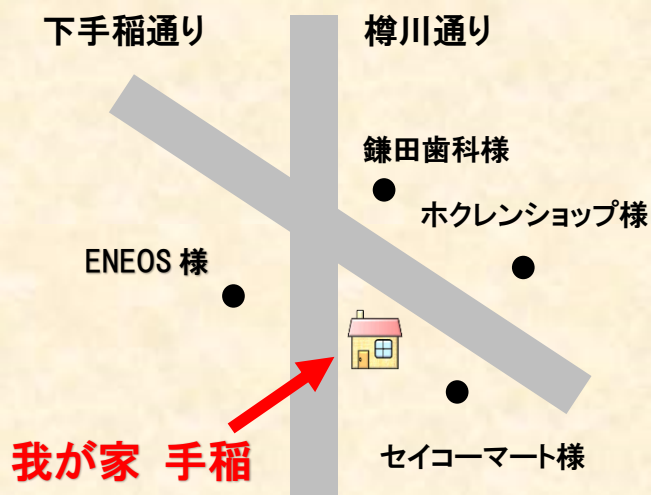 下手稲通り
樽川通り
鎌田歯科様
ホクレンショップ様
ENEOS 様
我が家 手稲
セイコーマート様